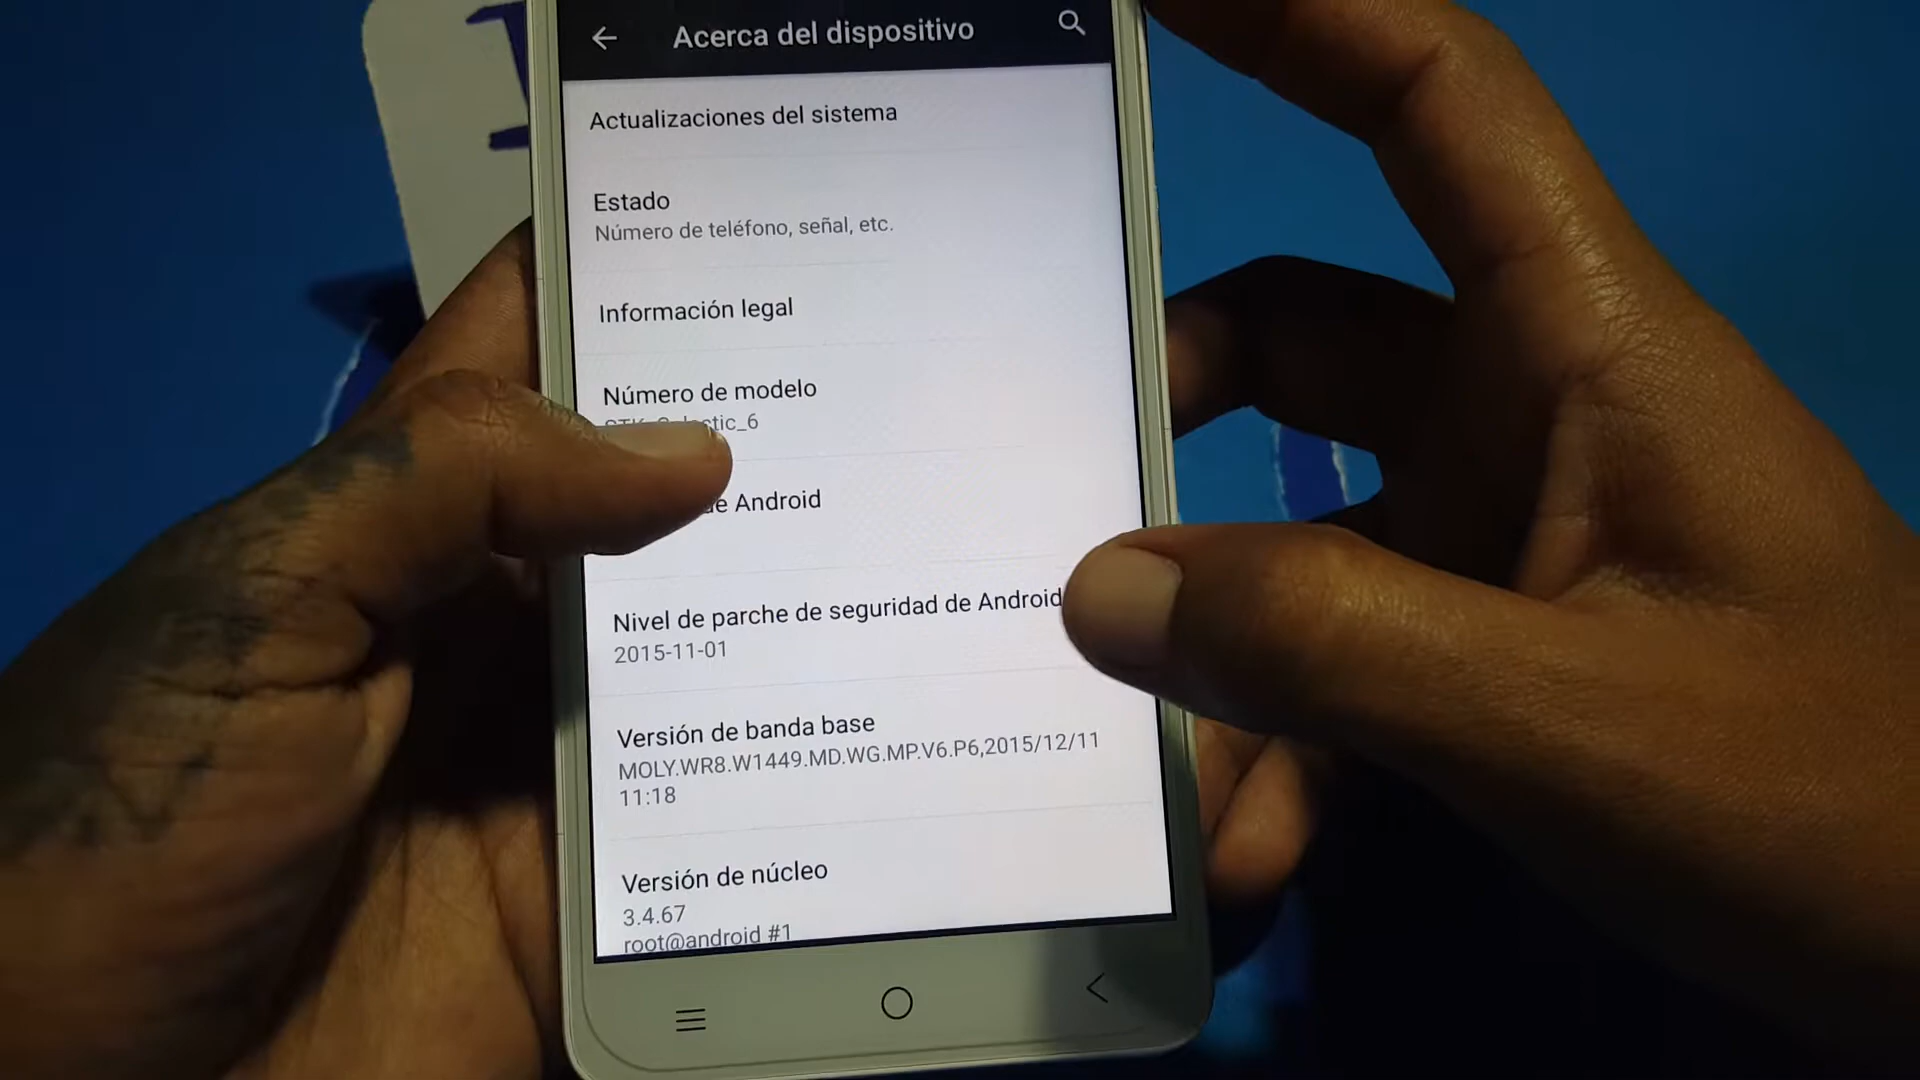 Acerca del dispositivo
Actualizaciones del sistema
Estado
Número de teléfono, señal, etc.
Información legal
Número de modelo
tic_6
de Android
Nivel de parche de seguridad de Android
2015-11-01
Versión de banda base
MOLY.WR8.W1449.MD.WG.MP.V6.P6,2015/12/11
11:18
Versión de núcleo
3.4.67
root@android #1